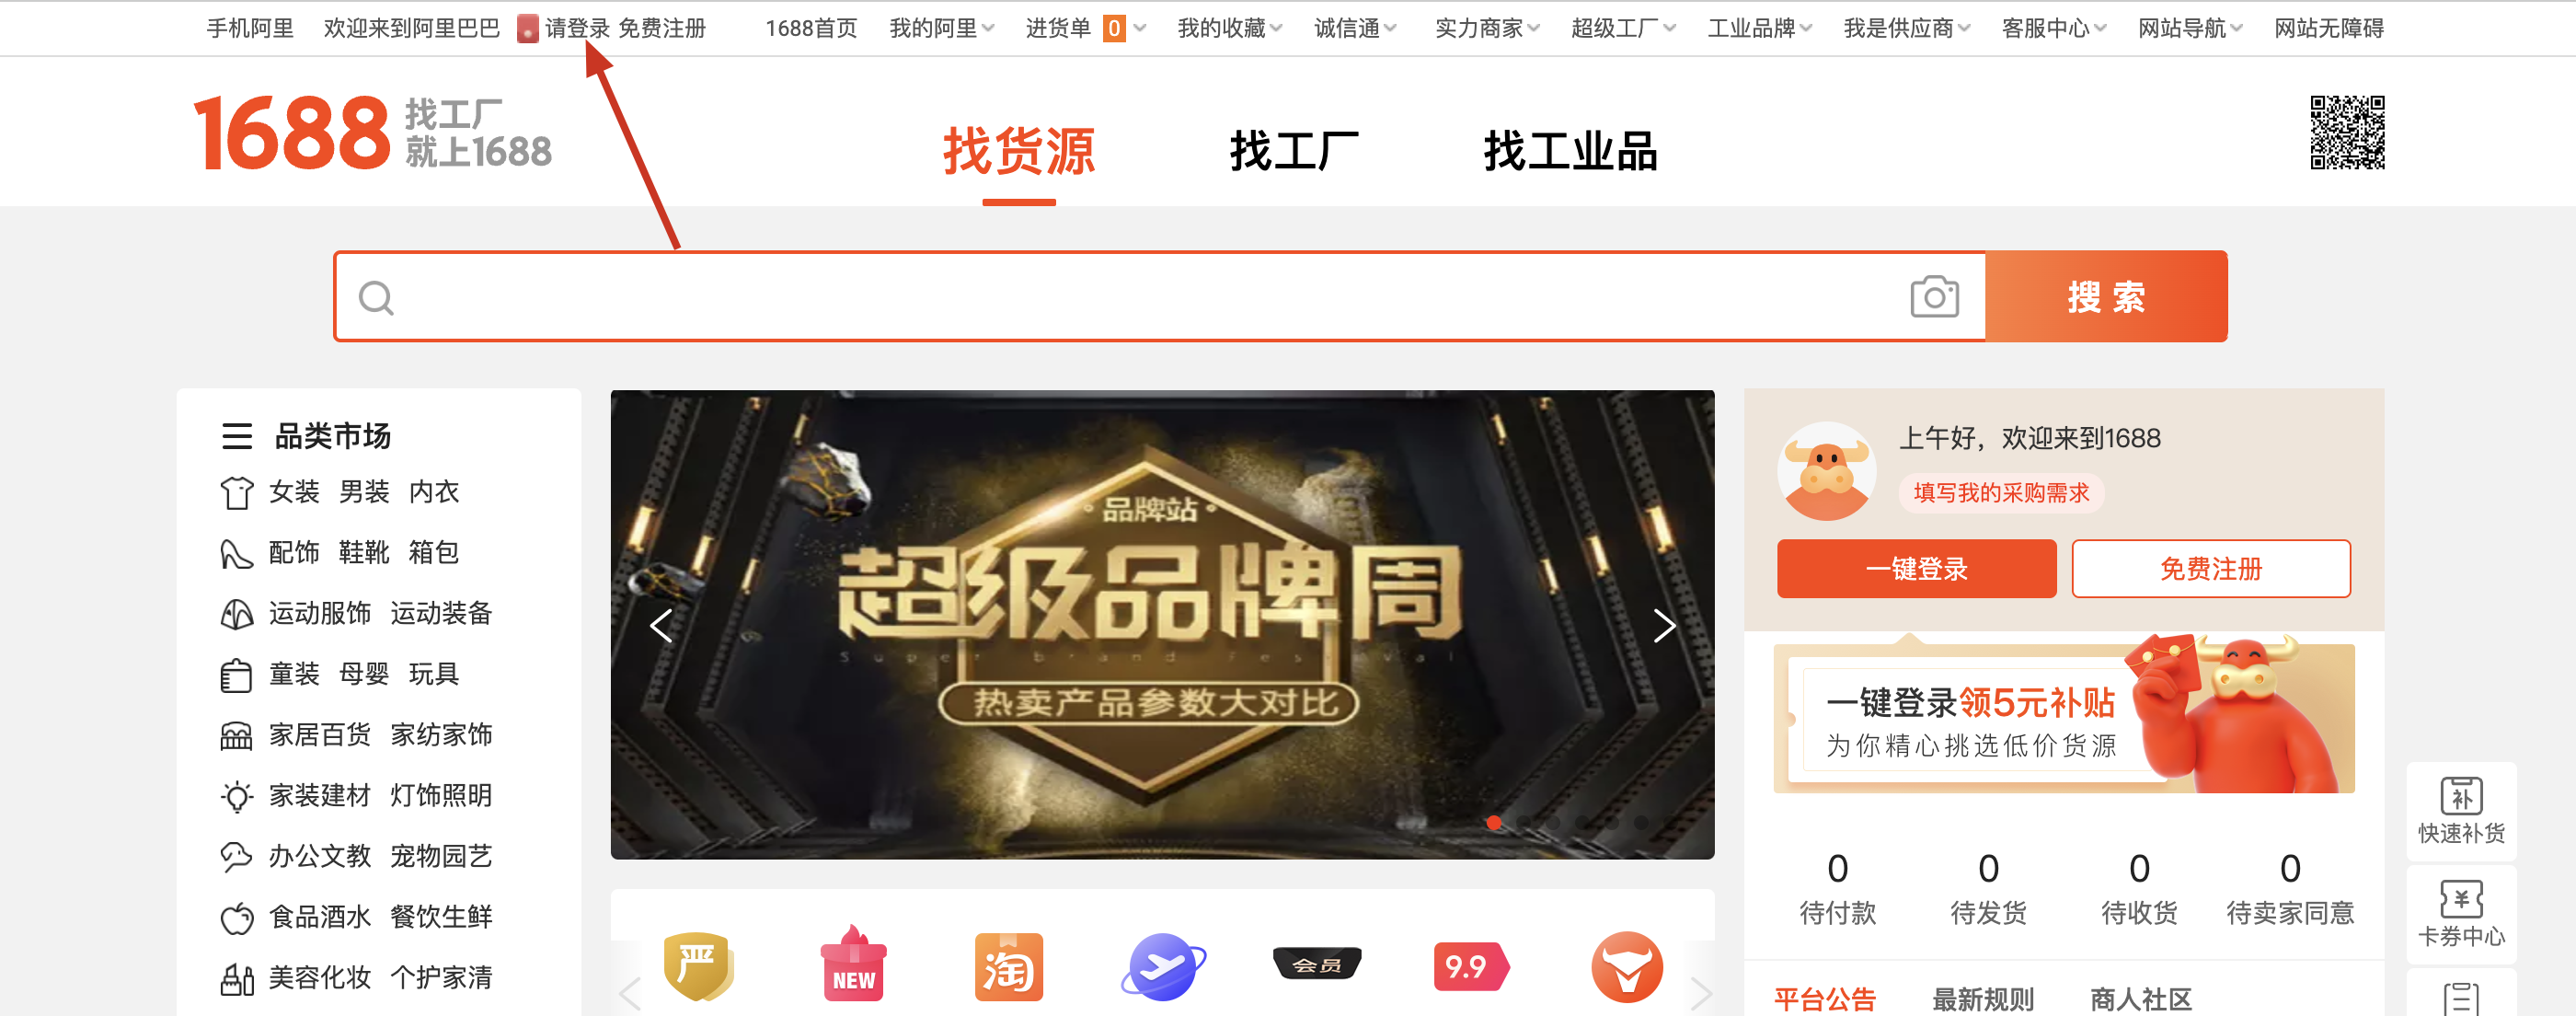 手机阿里 欢迎来到阿里巴巴 请登录 免费注册 1688首页 我的阿里 进货单 0 我的收藏 诚信通 实力商家 超级工厂 工业品牌 我是供应商 客服中心 网站导航 网站无障碍
1688 找工厂
就上1688
找货源 找工厂 找工业品
搜索
品类市场
女装 男装 内衣
配饰 鞋靴 箱包
运动服饰 运动装备
童装 母婴 玩具
家居百货 家纺家饰
家装建材 灯饰照明
办公文教 宠物园艺
食品酒水 餐饮生鲜
美容化妆 个护家清
品牌站
超级品牌周
Super brand Festival
热卖产品参数大对比
严 NEW 淘 会员 9.9
上午好，欢迎来到1688
填写我的采购需求
一键登录 免费注册
一键登录领5元补贴
为你精心挑选低价货源
0 0 0 0
待付款 待发货 待收货 待卖家同意
平台公告 最新规则 商人社区
补
快速补货
¥
卡券中心